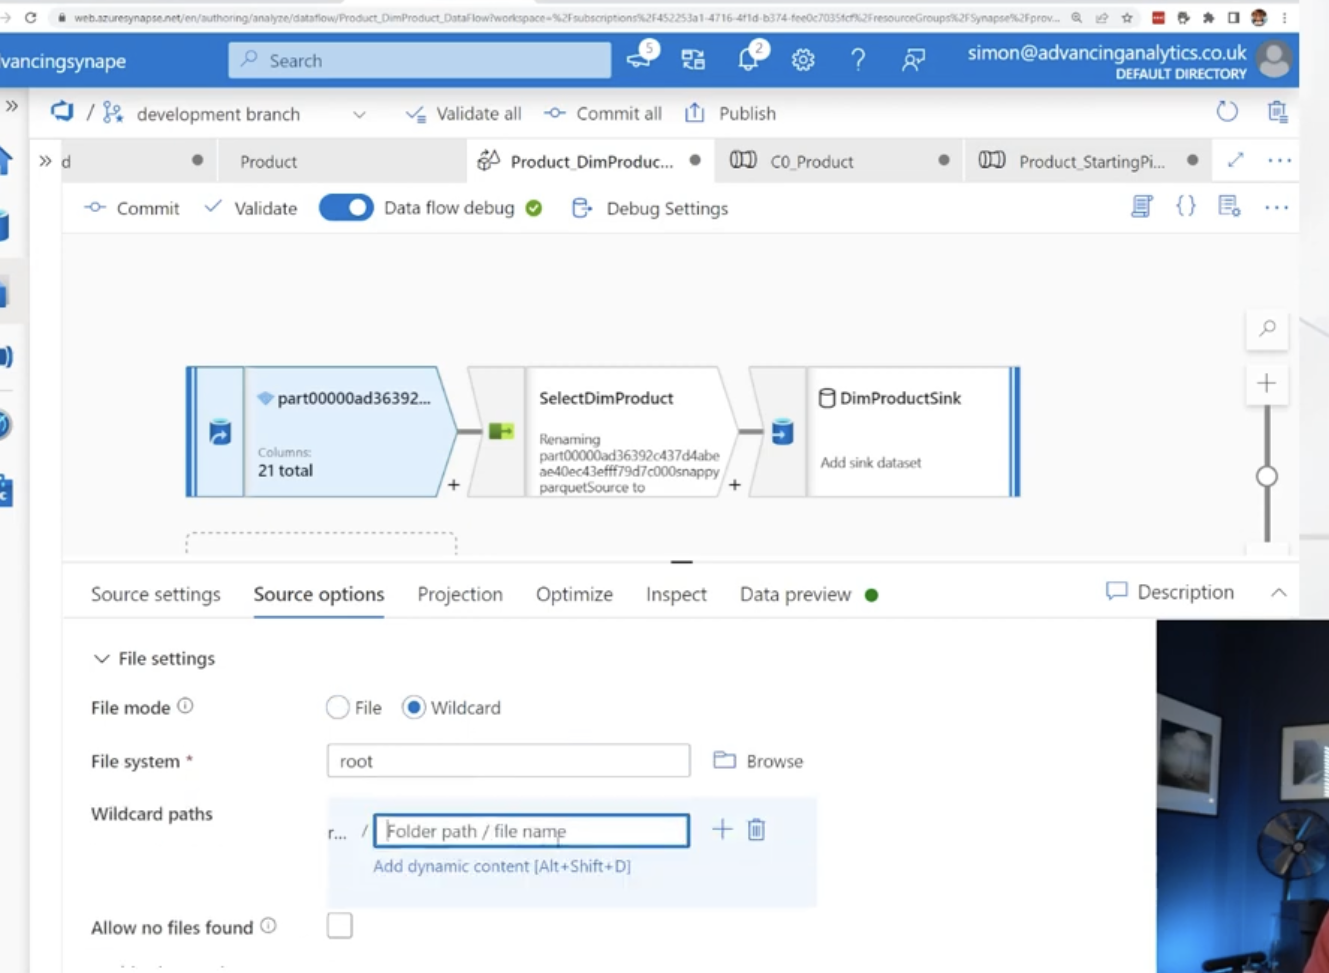 web.azuresynapse.net/en/authoring/analyze/dataflow/Product_DimProduct_DataFlow?workspace=%2Fsubscriptions%2F452253a1-4716-4f1d-b374-fee0c7035fcf%2FresourceGroups%2FSynapse%2Fprov...
vancingsynape
Search
5
2
simon@advancinganalytics.co.uk
DEFAULT DIRECTORY
» / development branch Validate all Commit all Publish
» d Product Product_DimProduc... C0_Product Product_StartingPi... ...
Commit Validate Data flow debug Debug Settings {} ...
part00000ad36392...
Columns:
21 total
+
SelectDimProduct
Renaming
part00000ad36392c437d4abe
ae40ec43efff79d7c000snappy
parquetSource to
+
DimProductSink
Add sink dataset
Source settings Source options Projection Optimize Inspect Data preview Description
File settings
File mode File Wildcard
File system * root Browse
Wildcard paths
r... / Folder path / file name
Add dynamic content [Alt+Shift+D]
Allow no files found